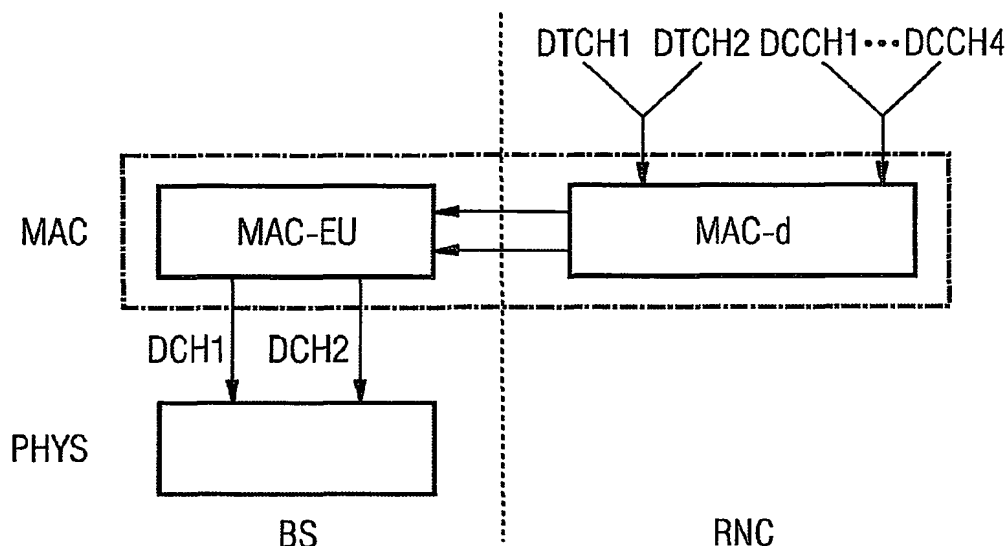 DTCH1 DTCH2 DCCH1•••DCCH4
MAC MAC-EU MAC-d
DCH1 DCH2
PHYS
BS RNC